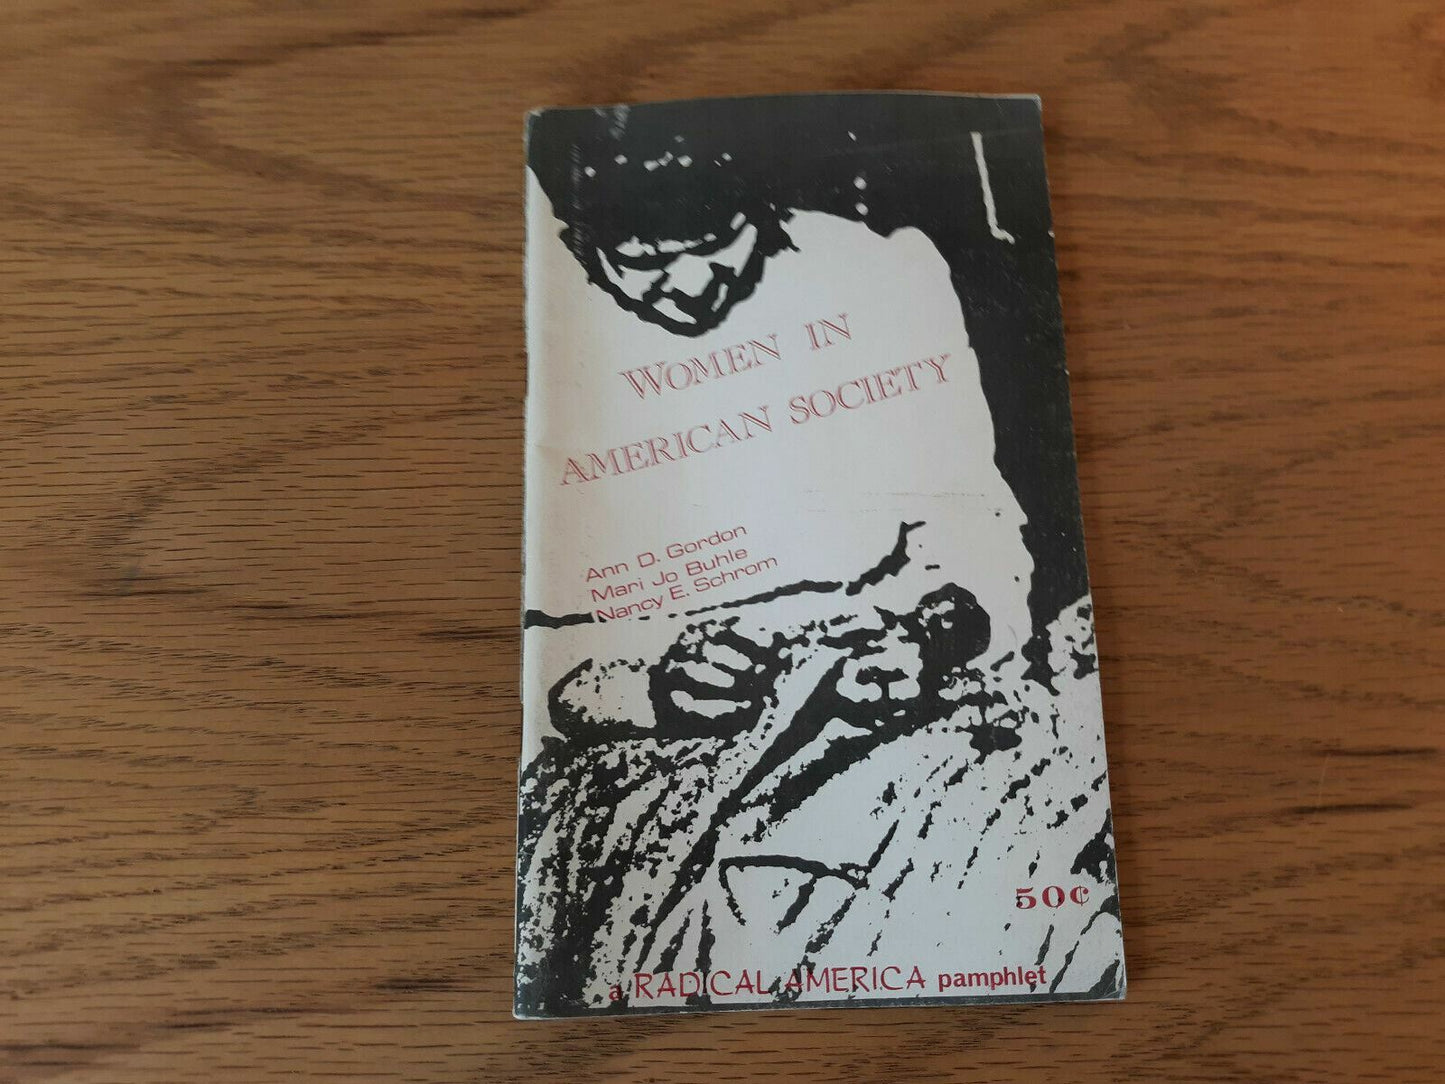 WOMEN IN
AMERICAN SOCIETY
Ann D. Gordon
Mari Jo Buhle
Nancy E. Schrom
50¢
a RADICAL AMERICA pamphlet